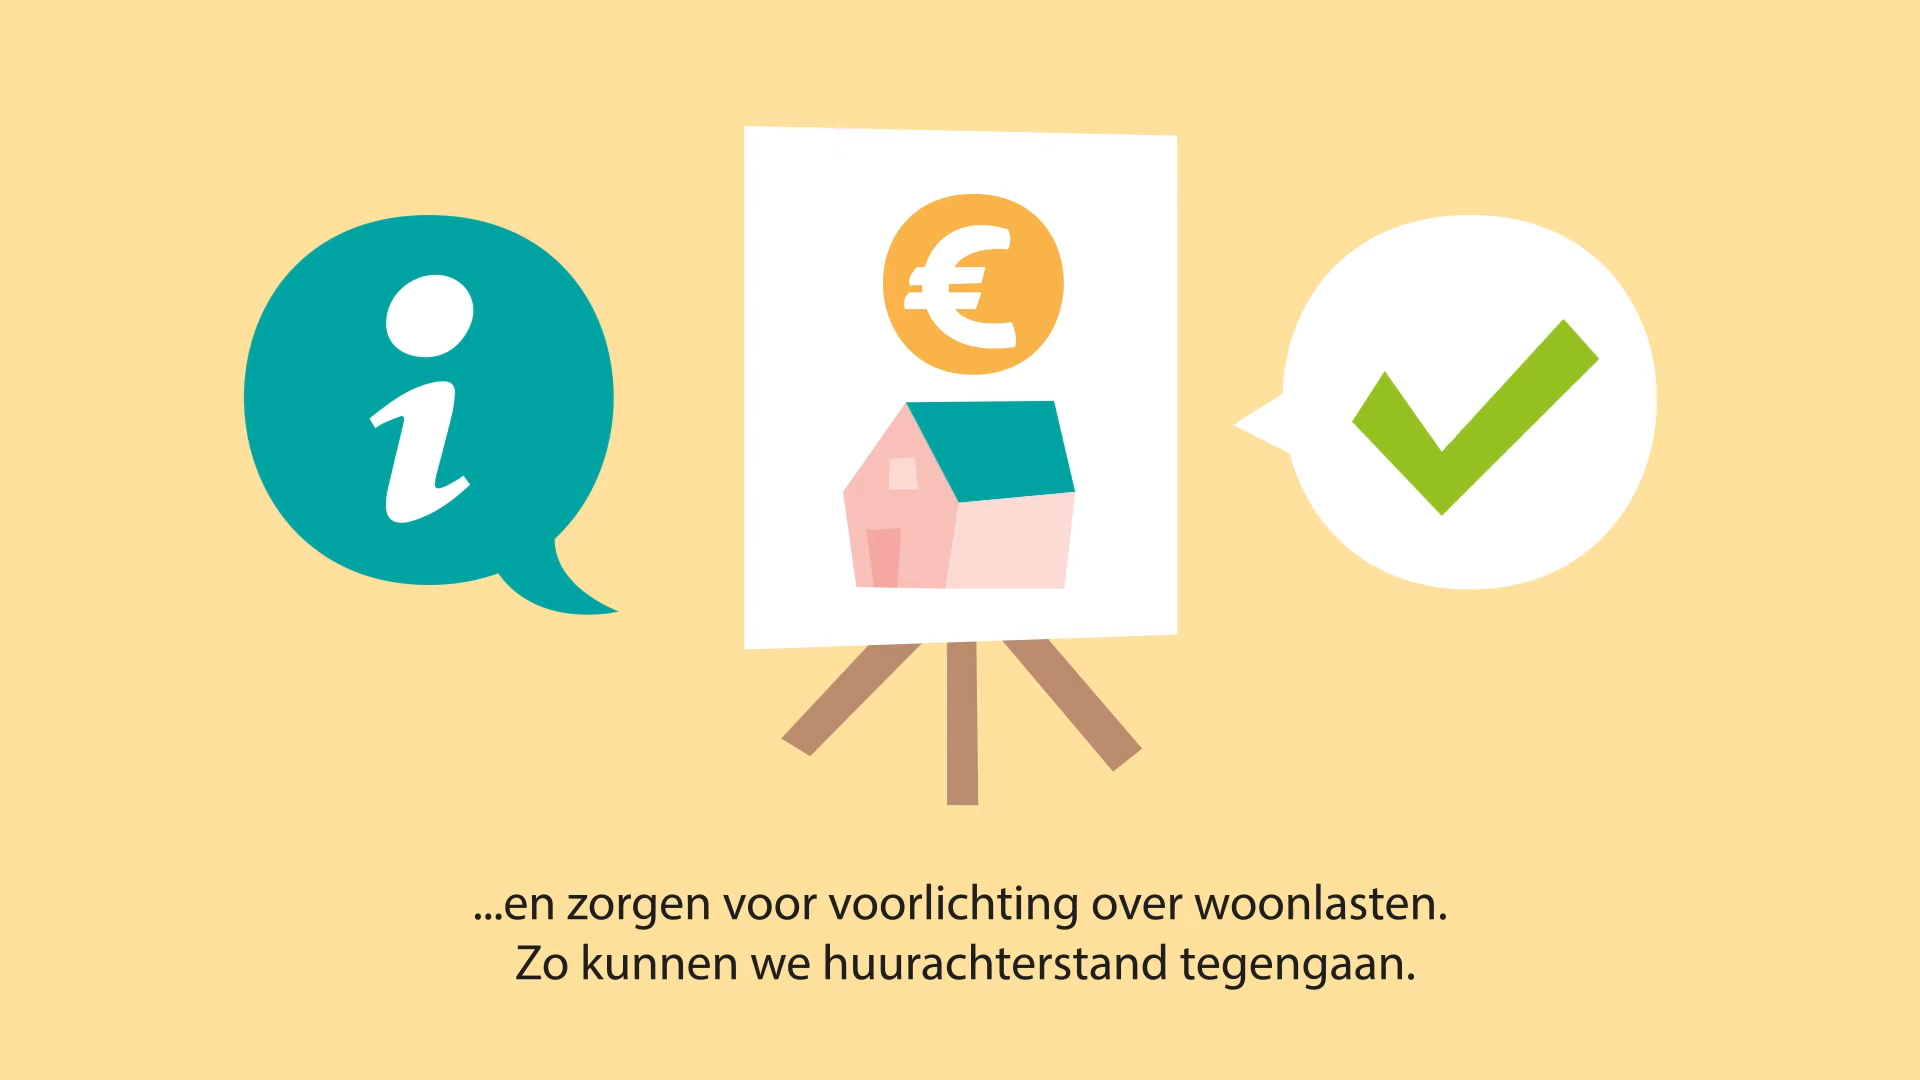 i
€
...en zorgen voor voorlichting over woonlasten.
Zo kunnen we huurachterstand tegengaan.